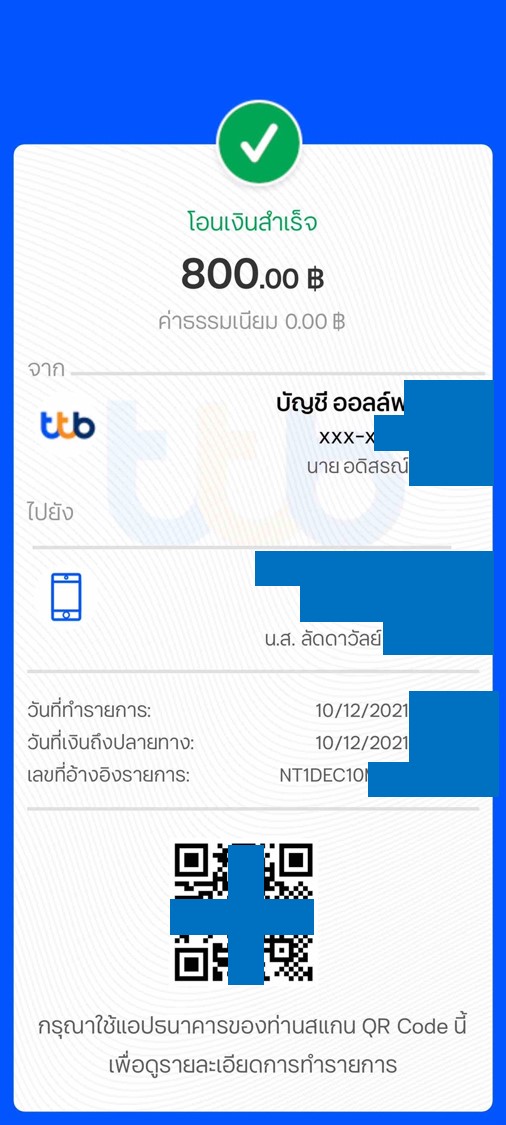 โอนเงินสำเร็จ
800.00 ฿
ค่าธรรมเนียม 0.00 ฿
จาก
ttb
บัญชี ออลล์พ
xxx-x
นาย อดิสรณ์
ไปยัง
น.ส. ลัดดาวัลย์
วันที่ทำรายการ: 10/12/2021
วันที่เงินถึงปลายทาง: 10/12/2021
เลขที่อ้างอิงรายการ: NT1DEC10
กรุณาใช้แอปธนาคารของท่านสแกน QR Code นี้
เพื่อดูรายละเอียดการทำรายการ